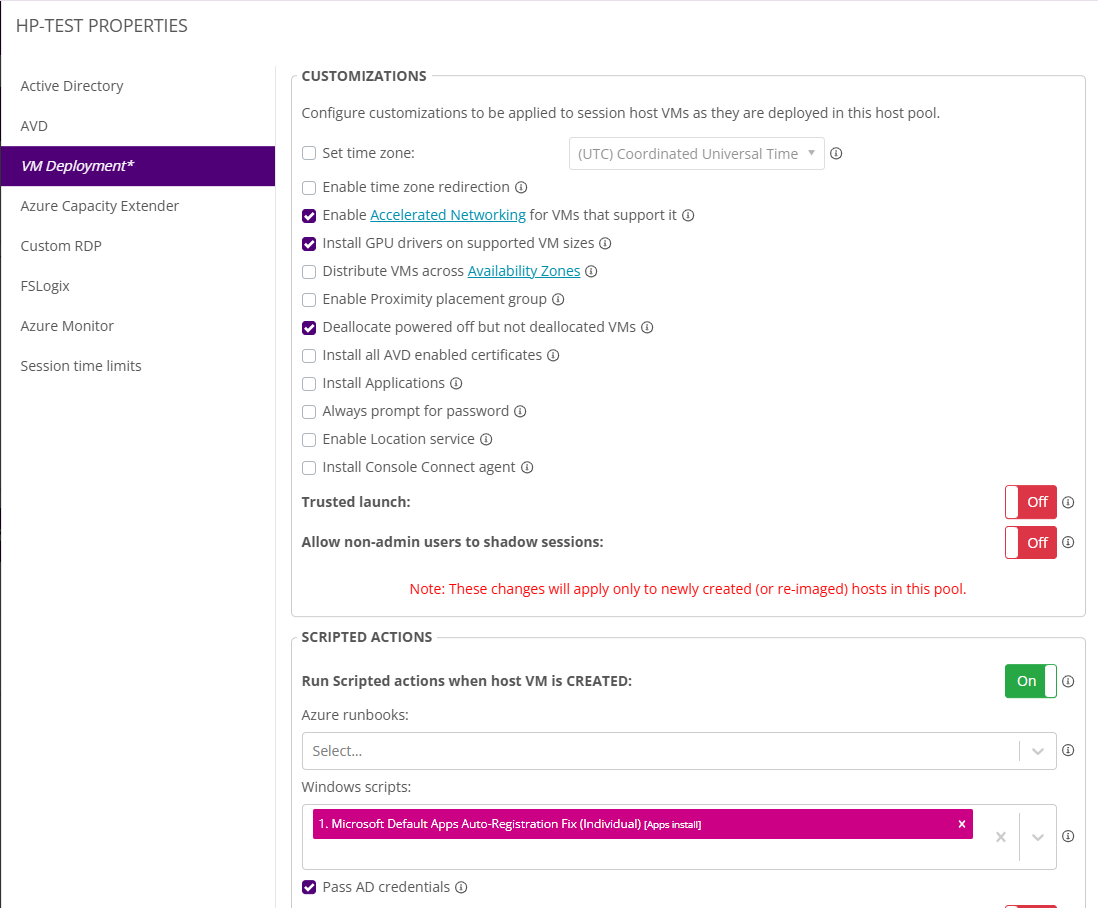 HP-TEST PROPERTIES
Active Directory
AVD
VM Deployment*
Azure Capacity Extender
Custom RDP
FSLogix
Azure Monitor
Session time limits
CUSTOMIZATIONS
Configure customizations to be applied to session host VMs as they are deployed in this host pool.
Set time zone: (UTC) Coordinated Universal Time
Enable time zone redirection
Enable Accelerated Networking for VMs that support it
Install GPU drivers on supported VM sizes
Distribute VMs across Availability Zones
Enable Proximity placement group
Deallocate powered off but not deallocated VMs
Install all AVD enabled certificates
Install Applications
Always prompt for password
Enable Location service
Install Console Connect agent
Trusted launch: Off
Allow non-admin users to shadow sessions: Off
Note: These changes will apply only to newly created (or re-imaged) hosts in this pool.
SCRIPTED ACTIONS
Run Scripted actions when host VM is CREATED: On
Azure runbooks:
Select...
Windows scripts:
1. Microsoft Default Apps Auto-Registration Fix (Individual) [Apps install]
Pass AD credentials